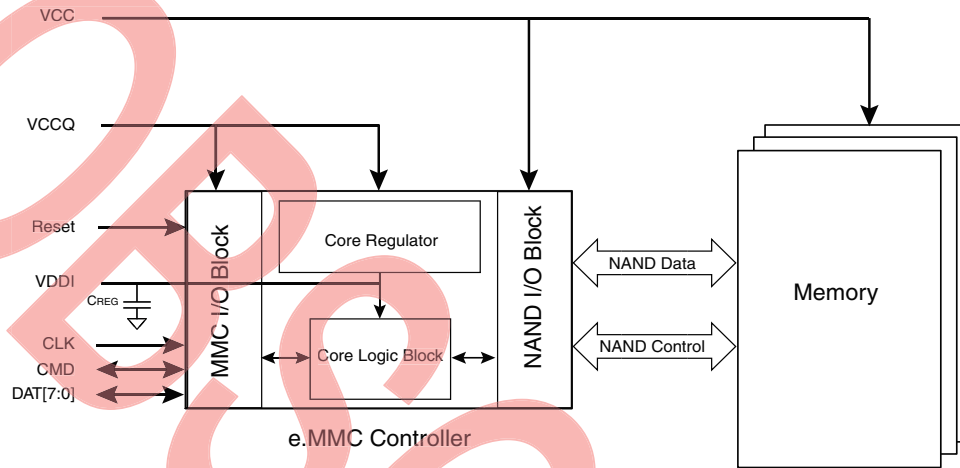 VCC
VCCQ
Reset
VDDI
CREG
CLK
CMD
DAT[7:0]
MMC I/O Block
Core Regulator
Core Logic Block
NAND I/O Block
e.MMC Controller
NAND Data
NAND Control
Memory